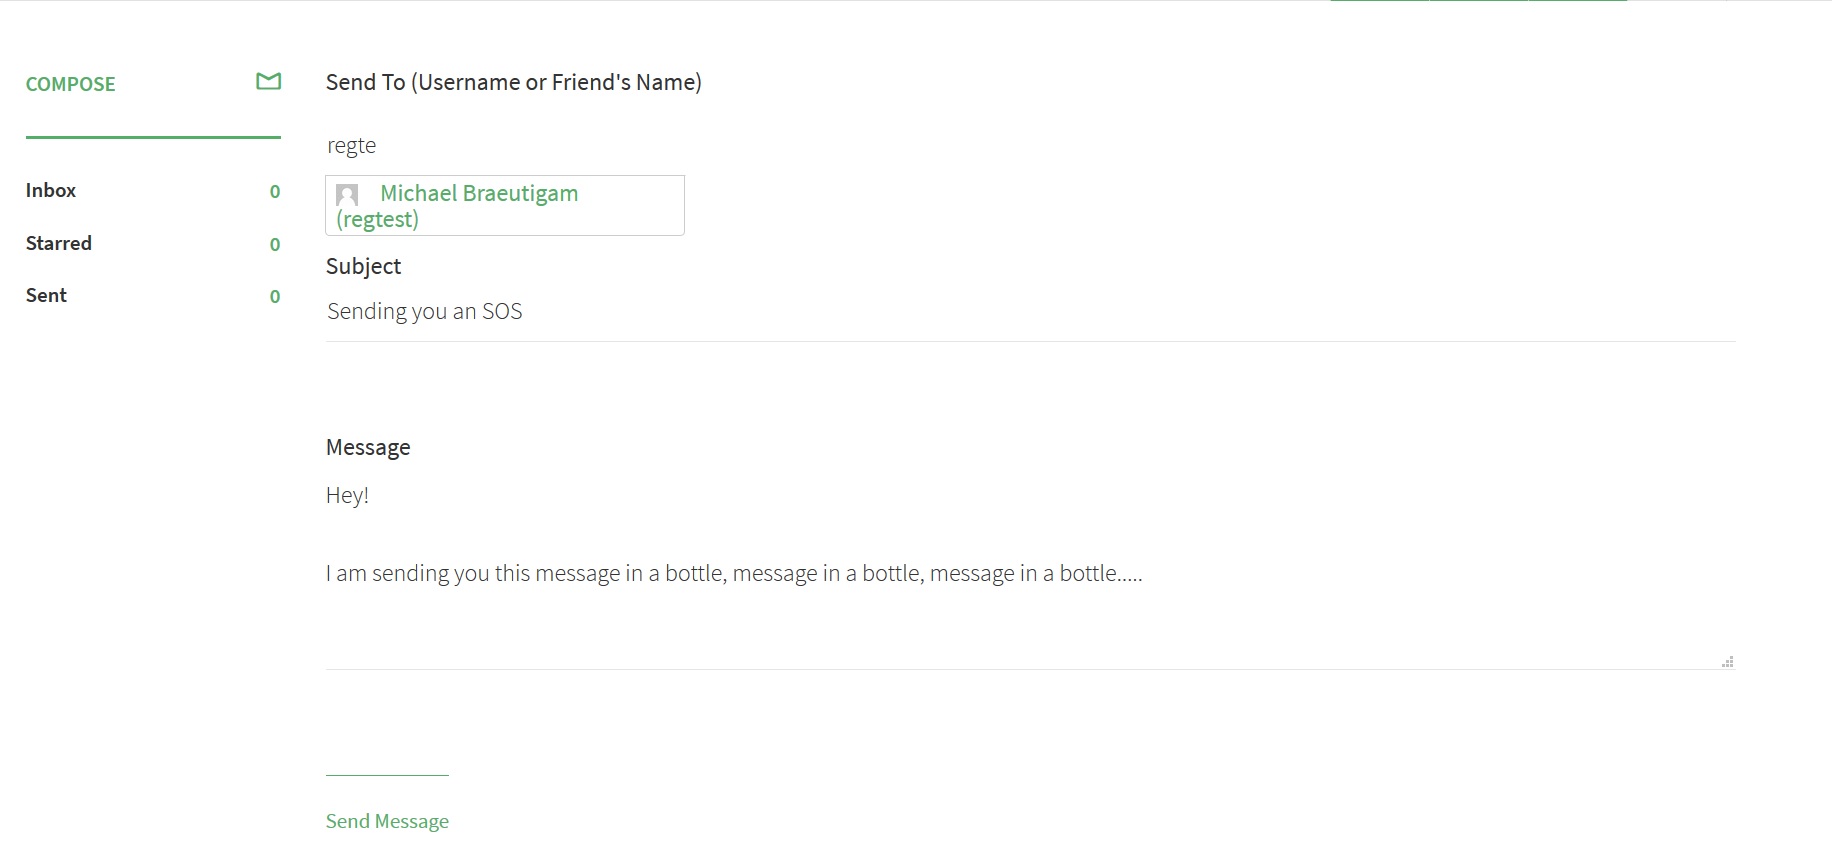 COMPOSE
Inbox 0
Starred 0
Sent 0
Send To (Username or Friend's Name)
regte
Michael Braeutigam
(regtest)
Subject
Sending you an SOS
Message
Hey!
I am sending you this message in a bottle, message in a bottle, message in a bottle.....
Send Message